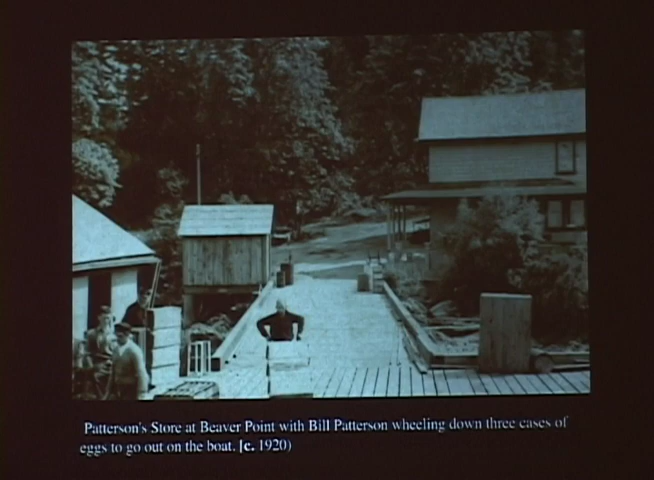 Patterson's Store at Beaver Point with Bill Patterson wheeling down three cases of
eggs to go out on the boat. [c. 1920)